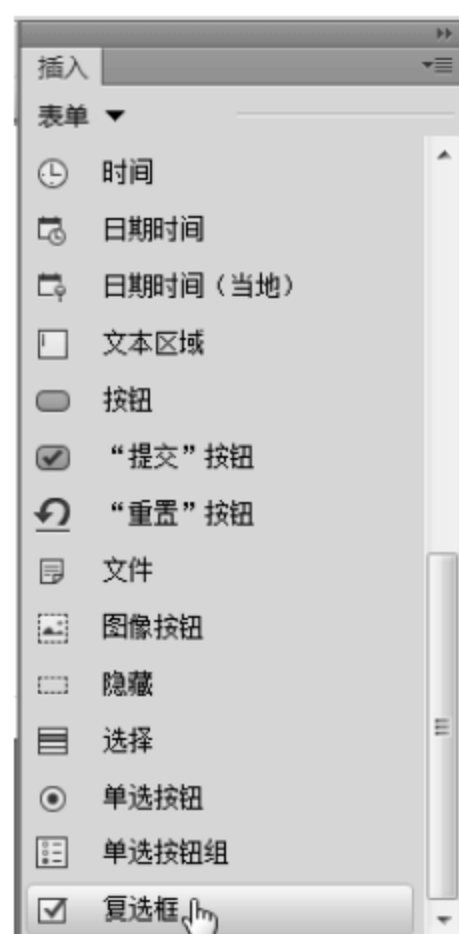 插入
表单
时间
日期时间
日期时间（当地）
文本区域
按钮
“提交”按钮
“重置”按钮
文件
图像按钮
隐藏
选择
单选按钮
单选按钮组
复选框